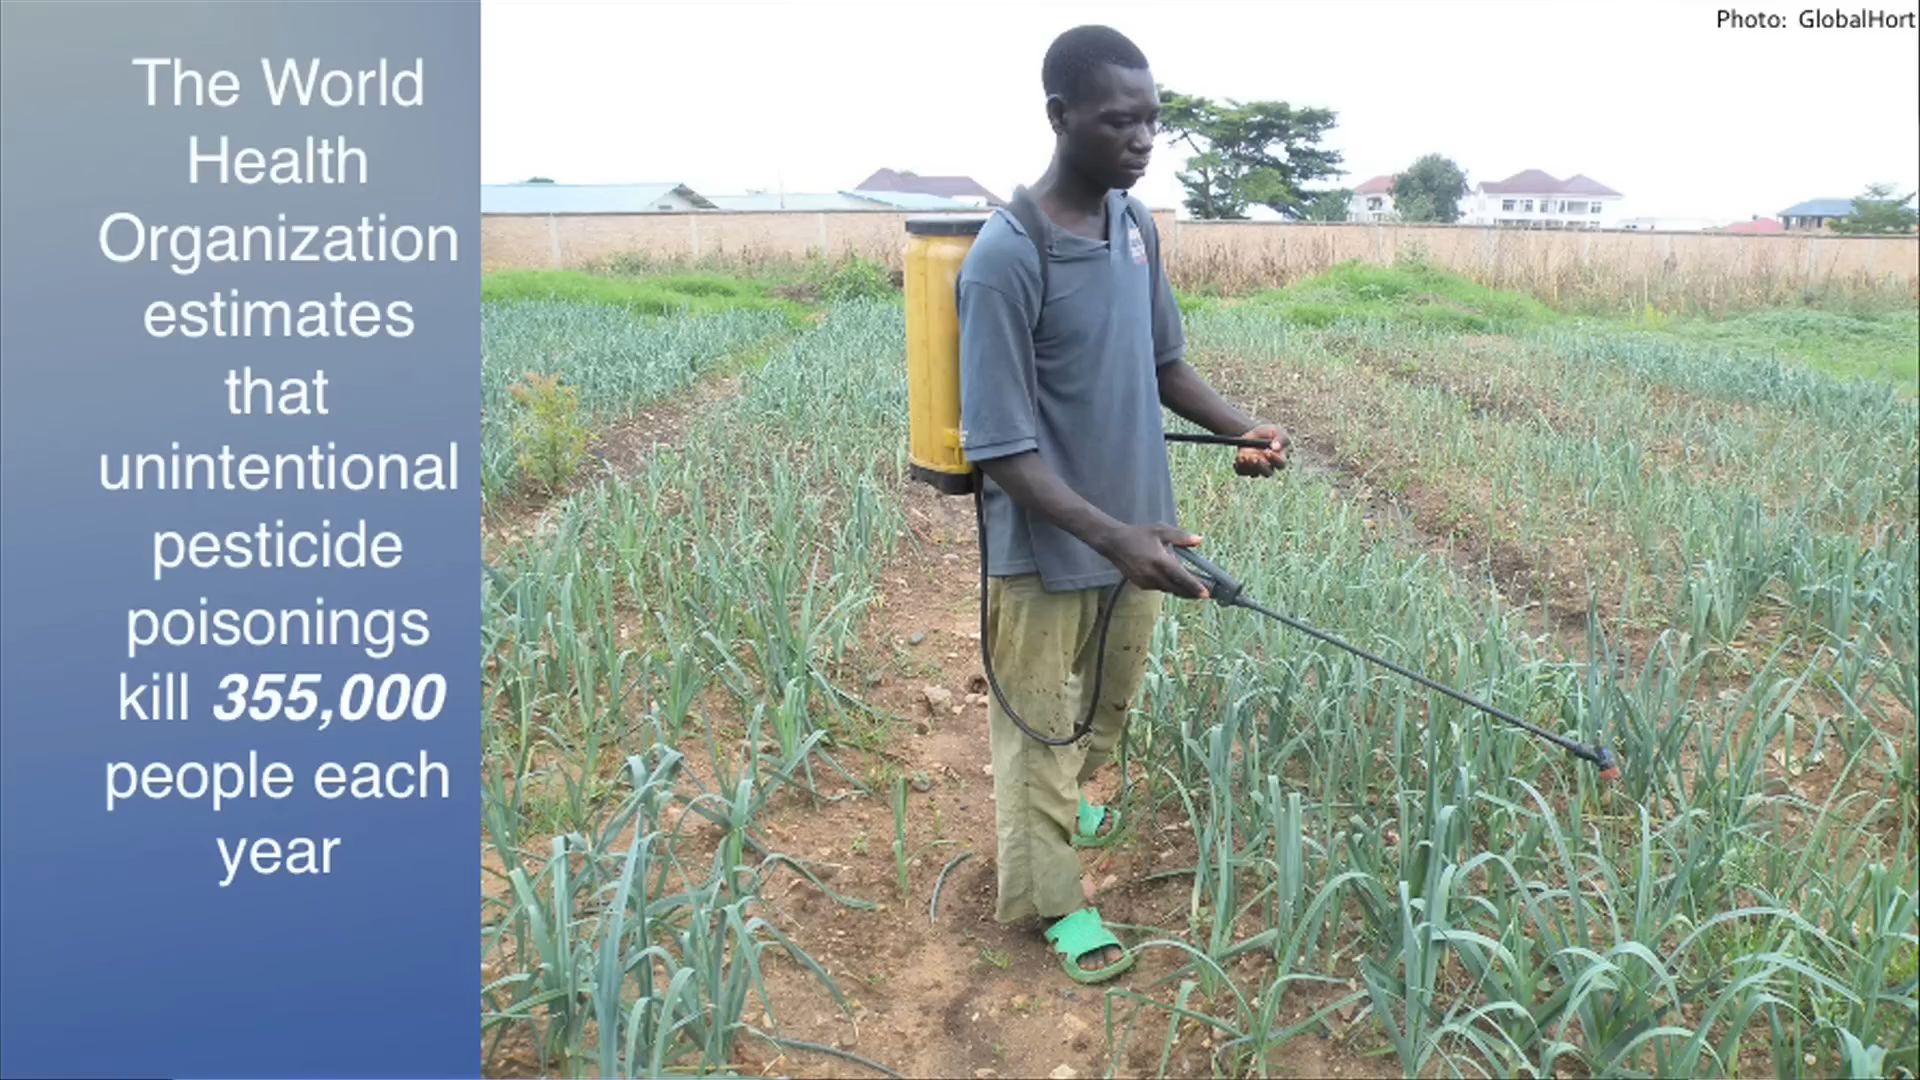 The World
Health
Organization
estimates
that
unintentional
pesticide
poisonings
kill 355,000
people each
year
Photo: GlobalHort